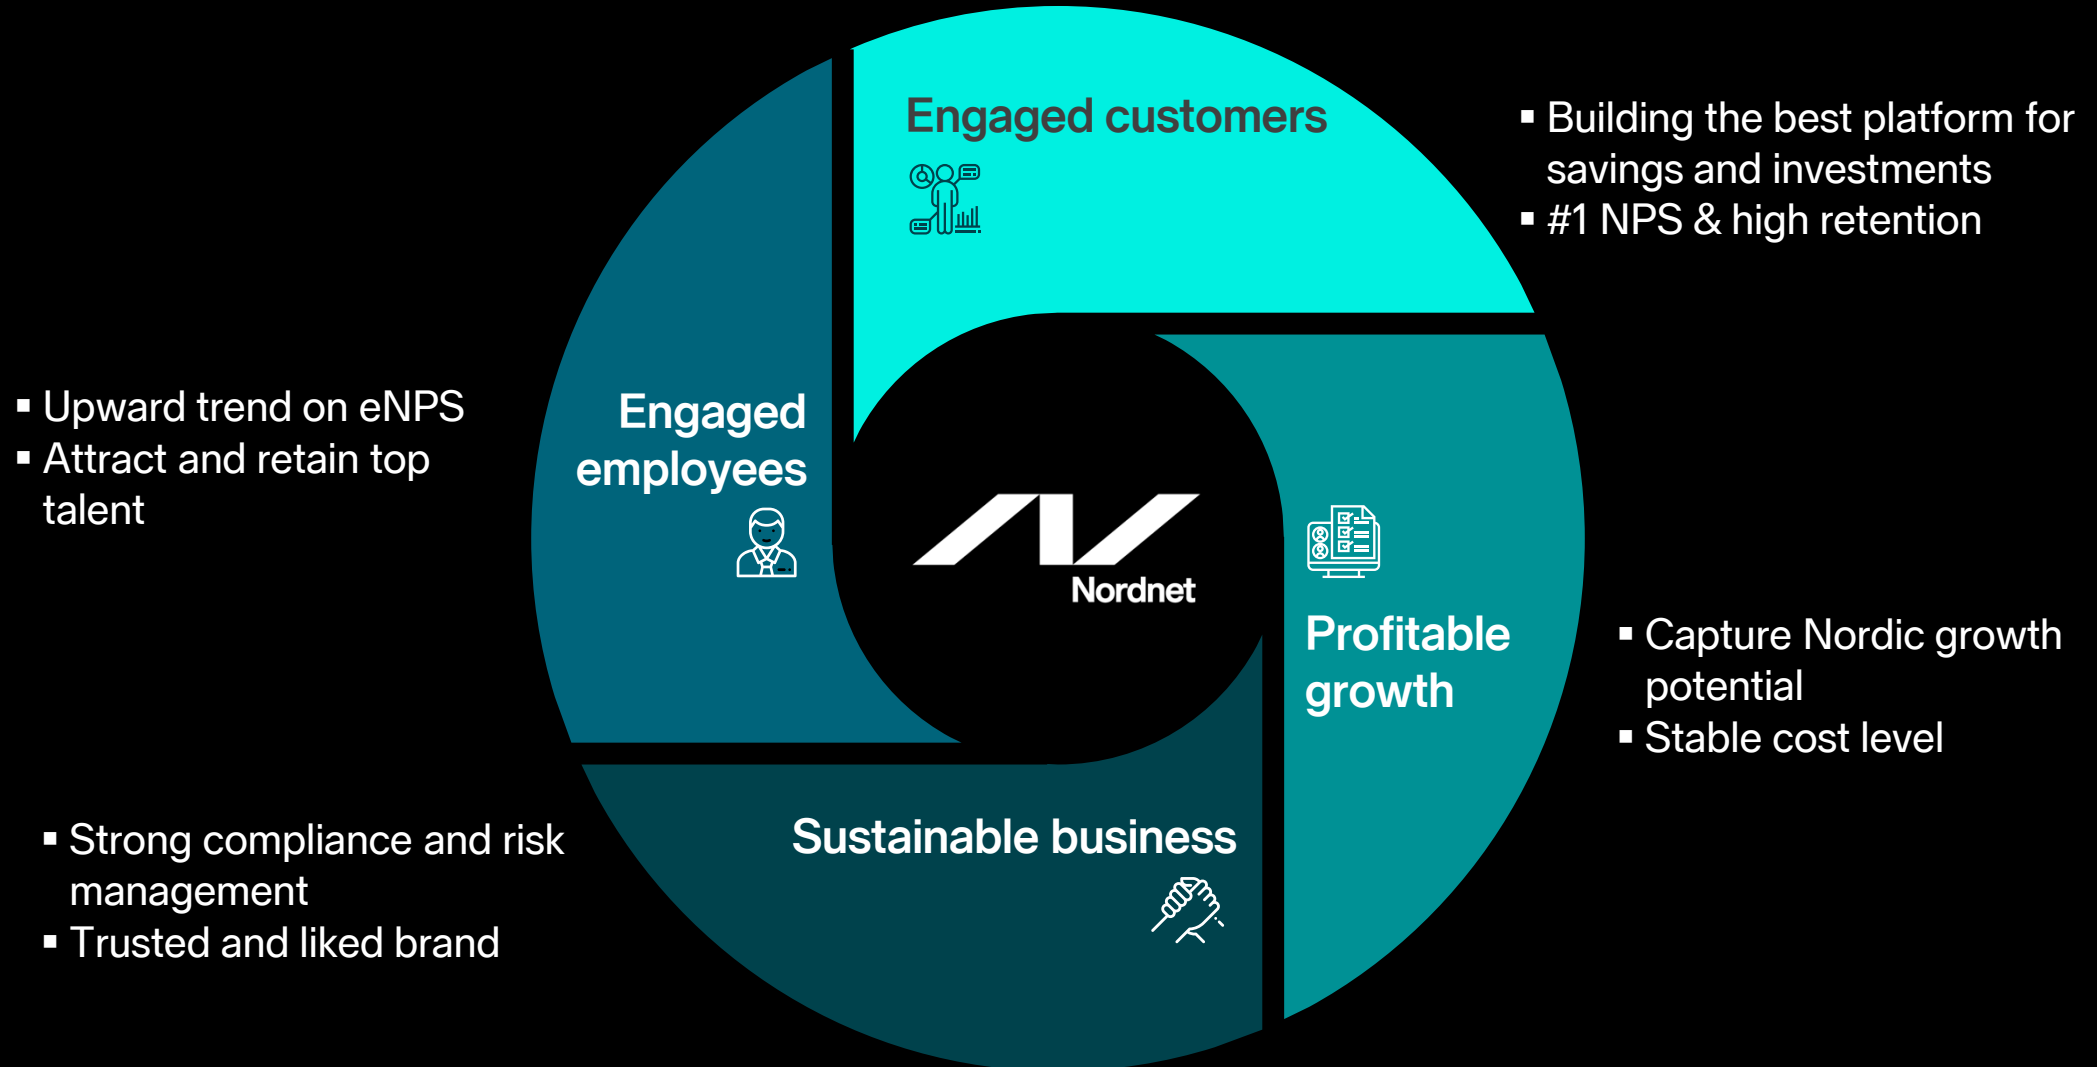 Engaged customers
▪ Building the best platform for
savings and investments
▪ #1 NPS & high retention
▪ Upward trend on eNPS
▪ Attract and retain top
talent
Engaged
employees
Nordnet
Profitable
growth
▪ Capture Nordic growth
potential
▪ Stable cost level
▪ Strong compliance and risk
management
▪ Trusted and liked brand
Sustainable business